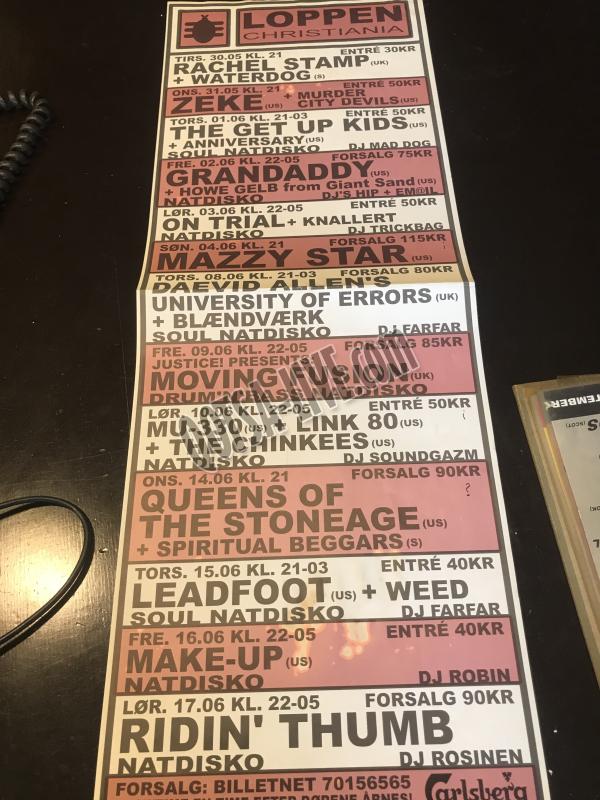 LOPPEN
CHRISTIANIA
TIRS. 30.05 KL. 21 ENTRÉ 30KR
RACHEL STAMP (UK)
+ WATERDOG (S)
ONS. 31.05 KL. 21 ENTRÉ 50KR
ZEKE (US) + MURDER
CITY DEVILS (US)
TORS. 01.06 KL. 21-03 ENTRÉ 50KR
THE GET UP KIDS (US)
+ ANNIVERSARY (US)
SOUL NATDISKO DJ MAD DOG
FRE. 02.06 KL. 22-05 FORSALG 75KR
GRANDADDY (US)
+ HOWE GELB from Giant Sand (US)
NATDISKO DJ'S HIP + EM@IL
LØR. 03.06 KL. 22-05 ENTRÉ 50KR
ON TRIAL + KNALLERT
NATDISKO DJ TRICKBAG
SØN. 04.06 KL. 21 FORSALG 115KR
MAZZY STAR (US)
TORS. 08.06 KL. 21-03 FORSALG 80KR
DAEVID ALLEN'S
UNIVERSITY OF ERRORS (UK)
+ BLÆNDVÆRK
SOUL NATDISKO DJ FARFAR
FRE. 09.06 KL. 22-05 FORSALG 85KR
JUSTICE! PRESENTS:
MOVING FUSION (UK)
DRUM'N'BASS NATDISKO
LØR. 10.06 KL. 22-05 ENTRÉ 50KR
MU330 (US) + LINK 80 (US)
+ THE CHINKEES (US)
NATDISKO DJ SOUNDGAZM
ONS. 14.06 KL. 21 FORSALG 90KR
QUEENS OF
THE STONEAGE (US)
+ SPIRITUAL BEGGARS (S)
TORS. 15.06 KL. 21-03 ENTRÉ 40KR
LEADFOOT (US) + WEED
SOUL NATDISKO DJ FARFAR
FRE. 16.06 KL. 22-05 ENTRÉ 40KR
MAKE-UP (US)
NATDISKO DJ ROBIN
LØR. 17.06 KL. 22-05 FORSALG 90KR
RIDIN' THUMB
NATDISKO DJ ROSINEN
FORSALG: BILLETNET 70156565
Carlsberg
TEMBER
(SCOT)